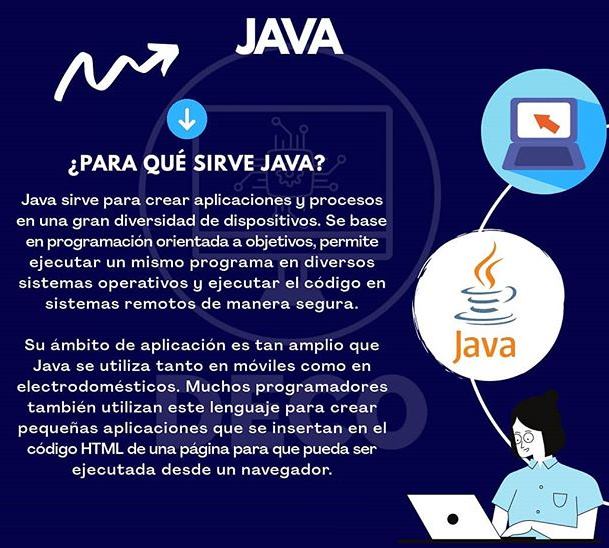 JAVA
¿PARA QUÉ SIRVE JAVA?
Java sirve para crear aplicaciones y procesos
en una gran diversidad de dispositivos. Se base
en programación orientada a objetivos, permite
ejecutar un mismo programa en diversos
sistemas operativos y ejecutar el código en
sistemas remotos de manera segura.
Su ámbito de aplicación es tan amplio que
Java se utiliza tanto en móviles como en
electrodomésticos. Muchos programadores
también utilizan este lenguaje para crear
pequeñas aplicaciones que se insertan en el
código HTML de una página para que pueda ser
ejecutada desde un navegador.
Java